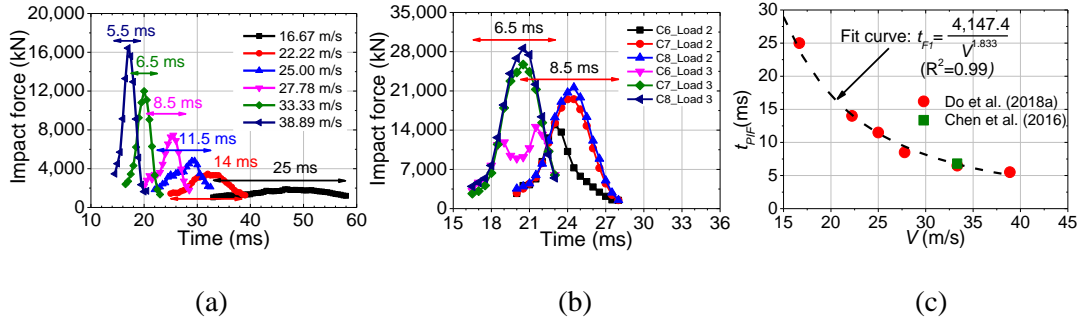 20,000
16,000
12,000
8,000
4,000
0
10 20 30 40 50 60
Impact force (kN)
Time (ms)
5.5 ms
6.5 ms
8.5 ms
11.5 ms
14 ms
25 ms
16.67 m/s
22.22 m/s
25.00 m/s
27.78 m/s
33.33 m/s
38.89 m/s
(a)
35,000
28,000
21,000
14,000
7,000
0
15 18 21 24 27 30 33 36
Impact force (kN)
Time (ms)
6.5 ms
8.5 ms
C6_Load 2
C7_Load 2
C8_Load 2
C6_Load 3
C7_Load 3
C8_Load 3
(b)
30
25
20
15
10
5
0
15 20 25 30 35 40 45
t_PIF (ms)
V (m/s)
Fit curve: t_F1 = 4,147.4 / V^1.833
(R²=0.99)
Do et al. (2018a)
Chen et al. (2016)
(c)